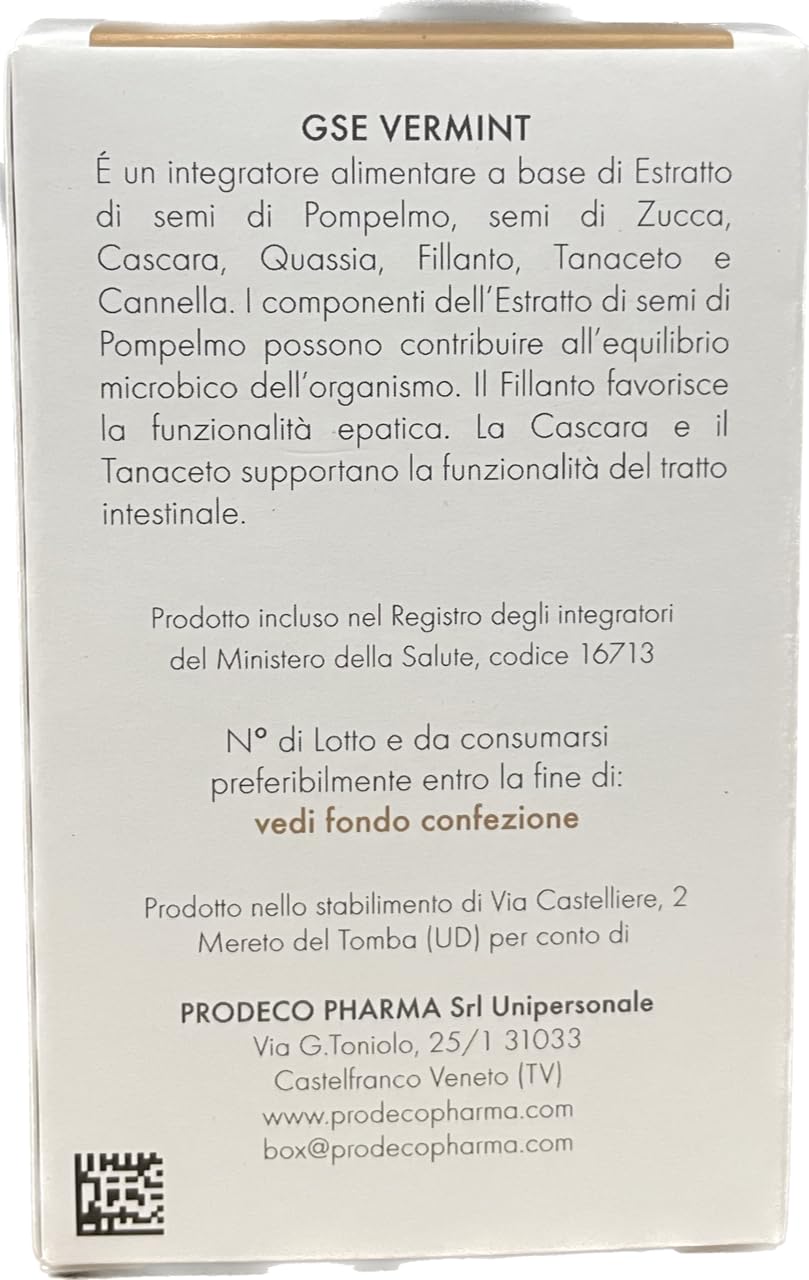 GSE VERMINT
É un integratore alimentare a base di Estratto
di semi di Pompelmo, semi di Zucca,
Cascara, Quassia, Fillanto, Tanaceto e
Cannella. I componenti dell'Estratto di semi di
Pompelmo possono contribuire all'equilibrio
microbico dell'organismo. Il Fillanto favorisce
la funzionalità epatica. La Cascara e il
Tanaceto supportano la funzionalità del tratto
intestinale.
Prodotto incluso nel Registro degli integratori
del Ministero della Salute, codice 16713
N° di Lotto e da consumarsi
preferibilmente entro la fine di:
vedi fondo confezione
Prodotto nello stabilimento di Via Castelliere, 2
Mereto del Tomba (UD) per conto di
PRODECO PHARMA Srl Unipersonale
Via G.Toniolo, 25/1 31033
Castelfranco Veneto (TV)
www.prodecopharma.com
box@prodecopharma.com